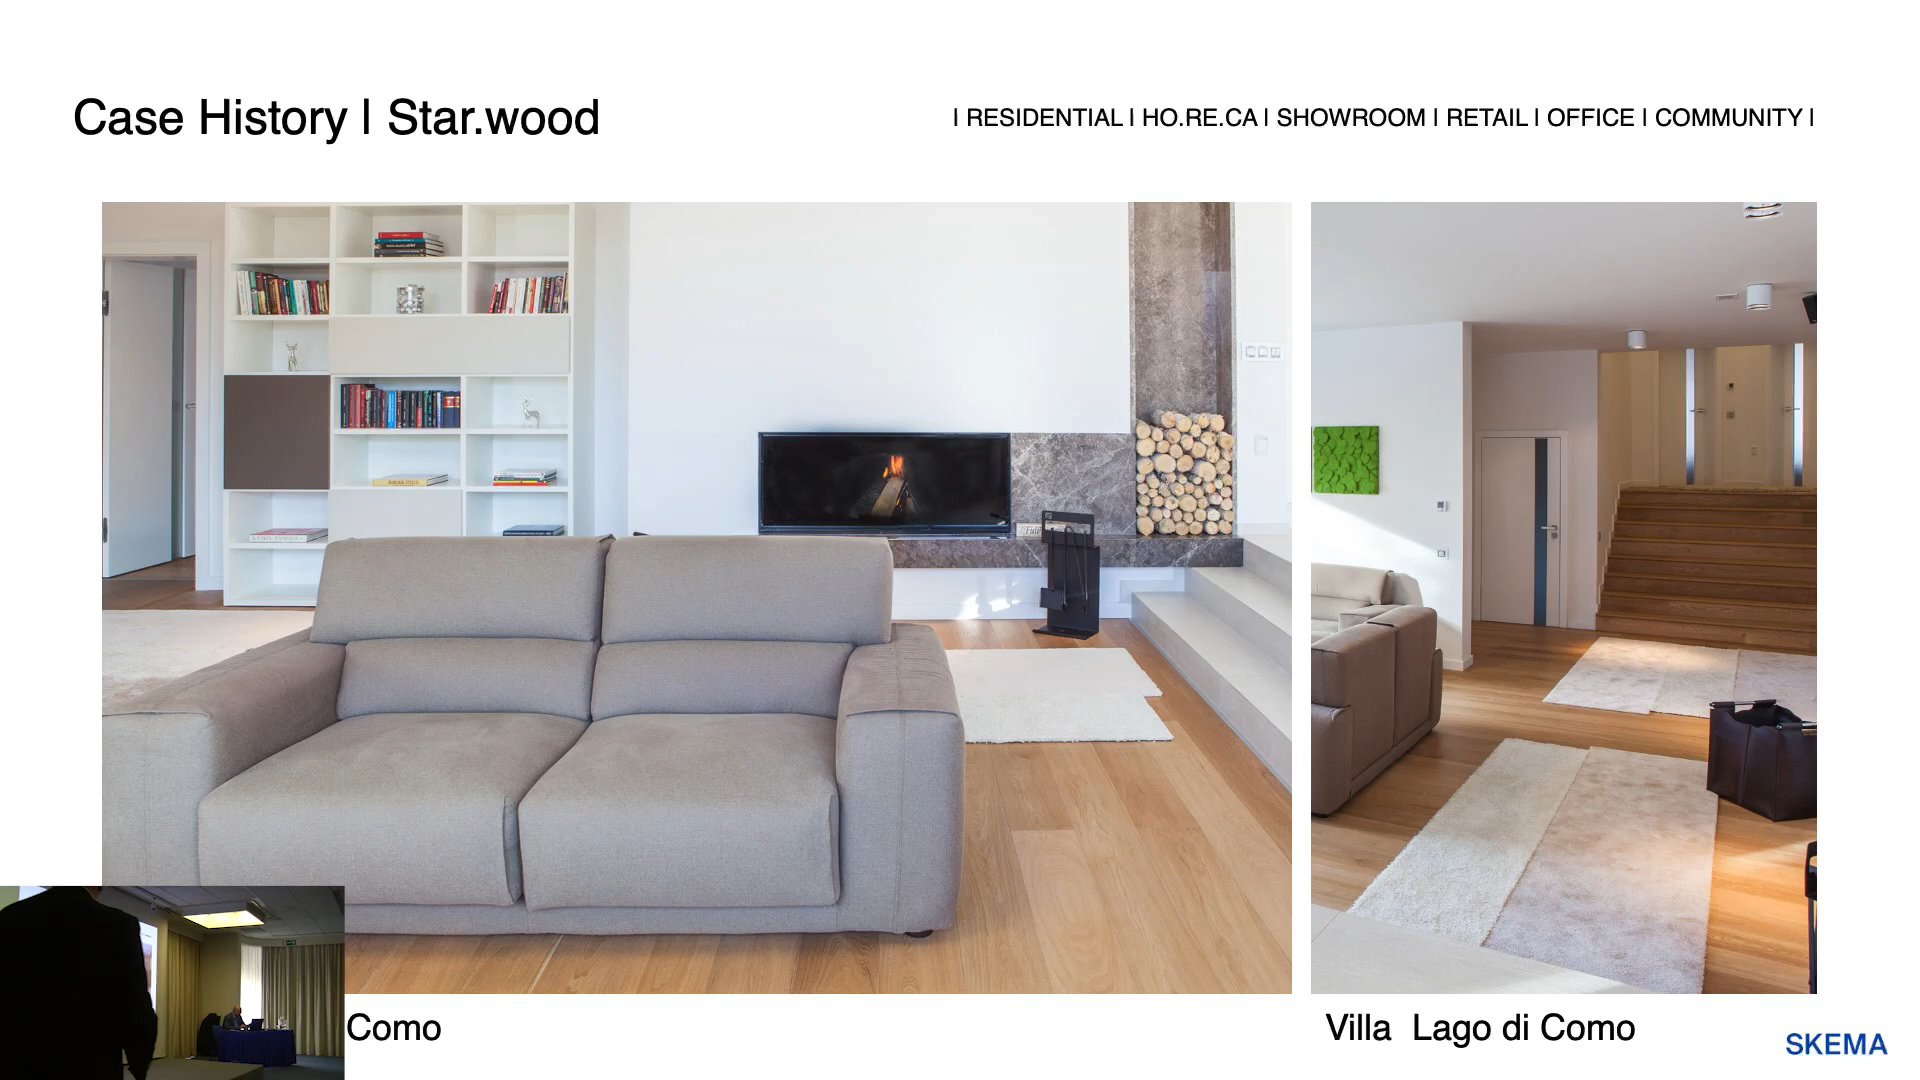 Case History | Star.wood
| RESIDENTIAL | HO.RE.CA | SHOWROOM | RETAIL | OFFICE | COMMUNITY |
Como
Villa Lago di Como
SKEMA